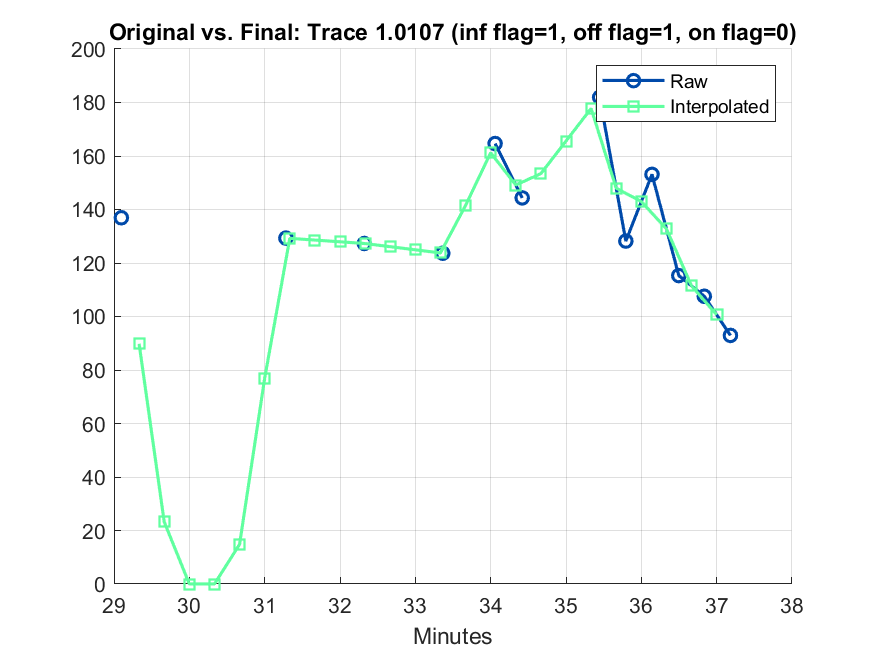 Original vs. Final: Trace 1.0107 (inf flag=1, off flag=1, on flag=0)
200
180
160
140
120
100
80
60
40
20
0
Raw
Interpolated
29 30 31 32 33 34 35 36 37 38
Minutes